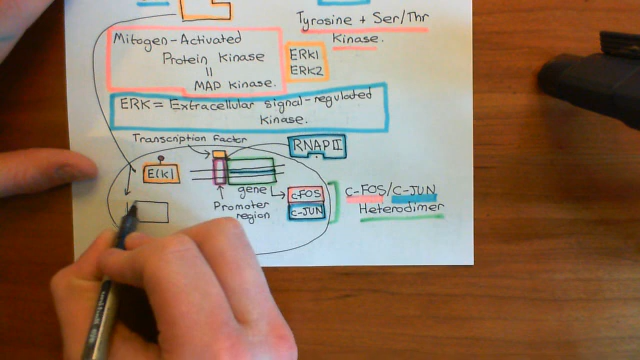 Tyrosine + Ser/Thr
Kinase.
Mitogen-Activated
Protein Kinase
=
MAP kinase.
ERK1
ERK2
ERK = Extracellular signal-regulated
kinase.
Transcription Factor
RNAP II
Elk1
gene
Promoter
region
c-FOS
c-JUN
c-FOS/c-JUN
Heterodimer